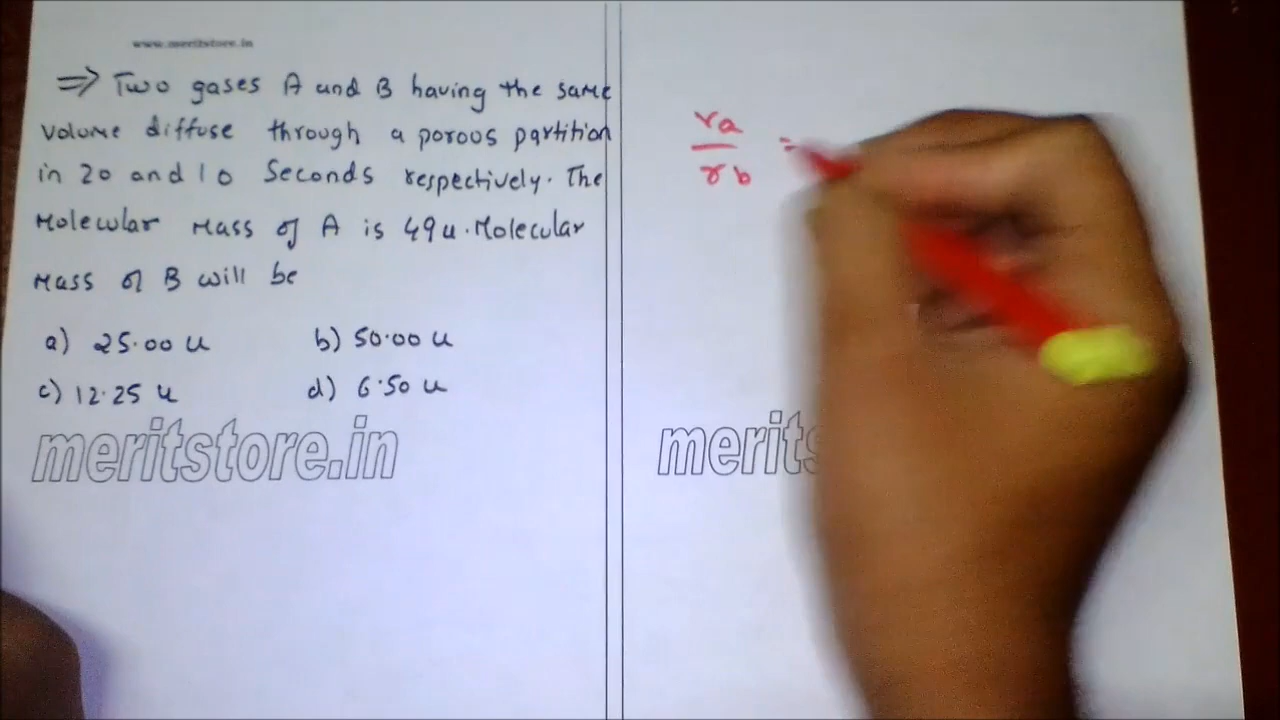 www.meritstore.in
⇒ Two gases A and B having the same
volume diffuse through a porous partition
in 20 and 10 Seconds respectively. The
Molecular Mass of A is 49u. Molecular
Mass of B will be
a) 25.00 u b) 50.00 u
c) 12.25 u d) 6.50 u
meritstore.in
ra
rb
=
merits